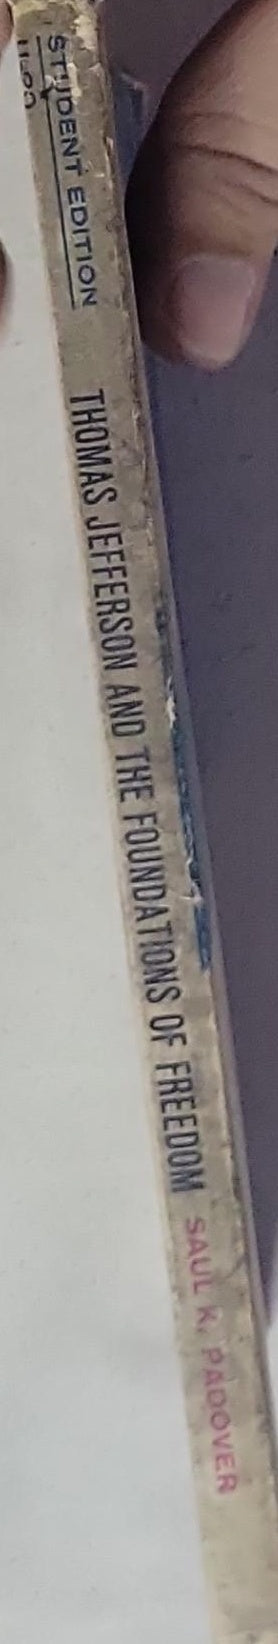 STUDENT EDITION
THOMAS JEFFERSON AND THE FOUNDATIONS OF FREEDOM SAUL K. PADOVER